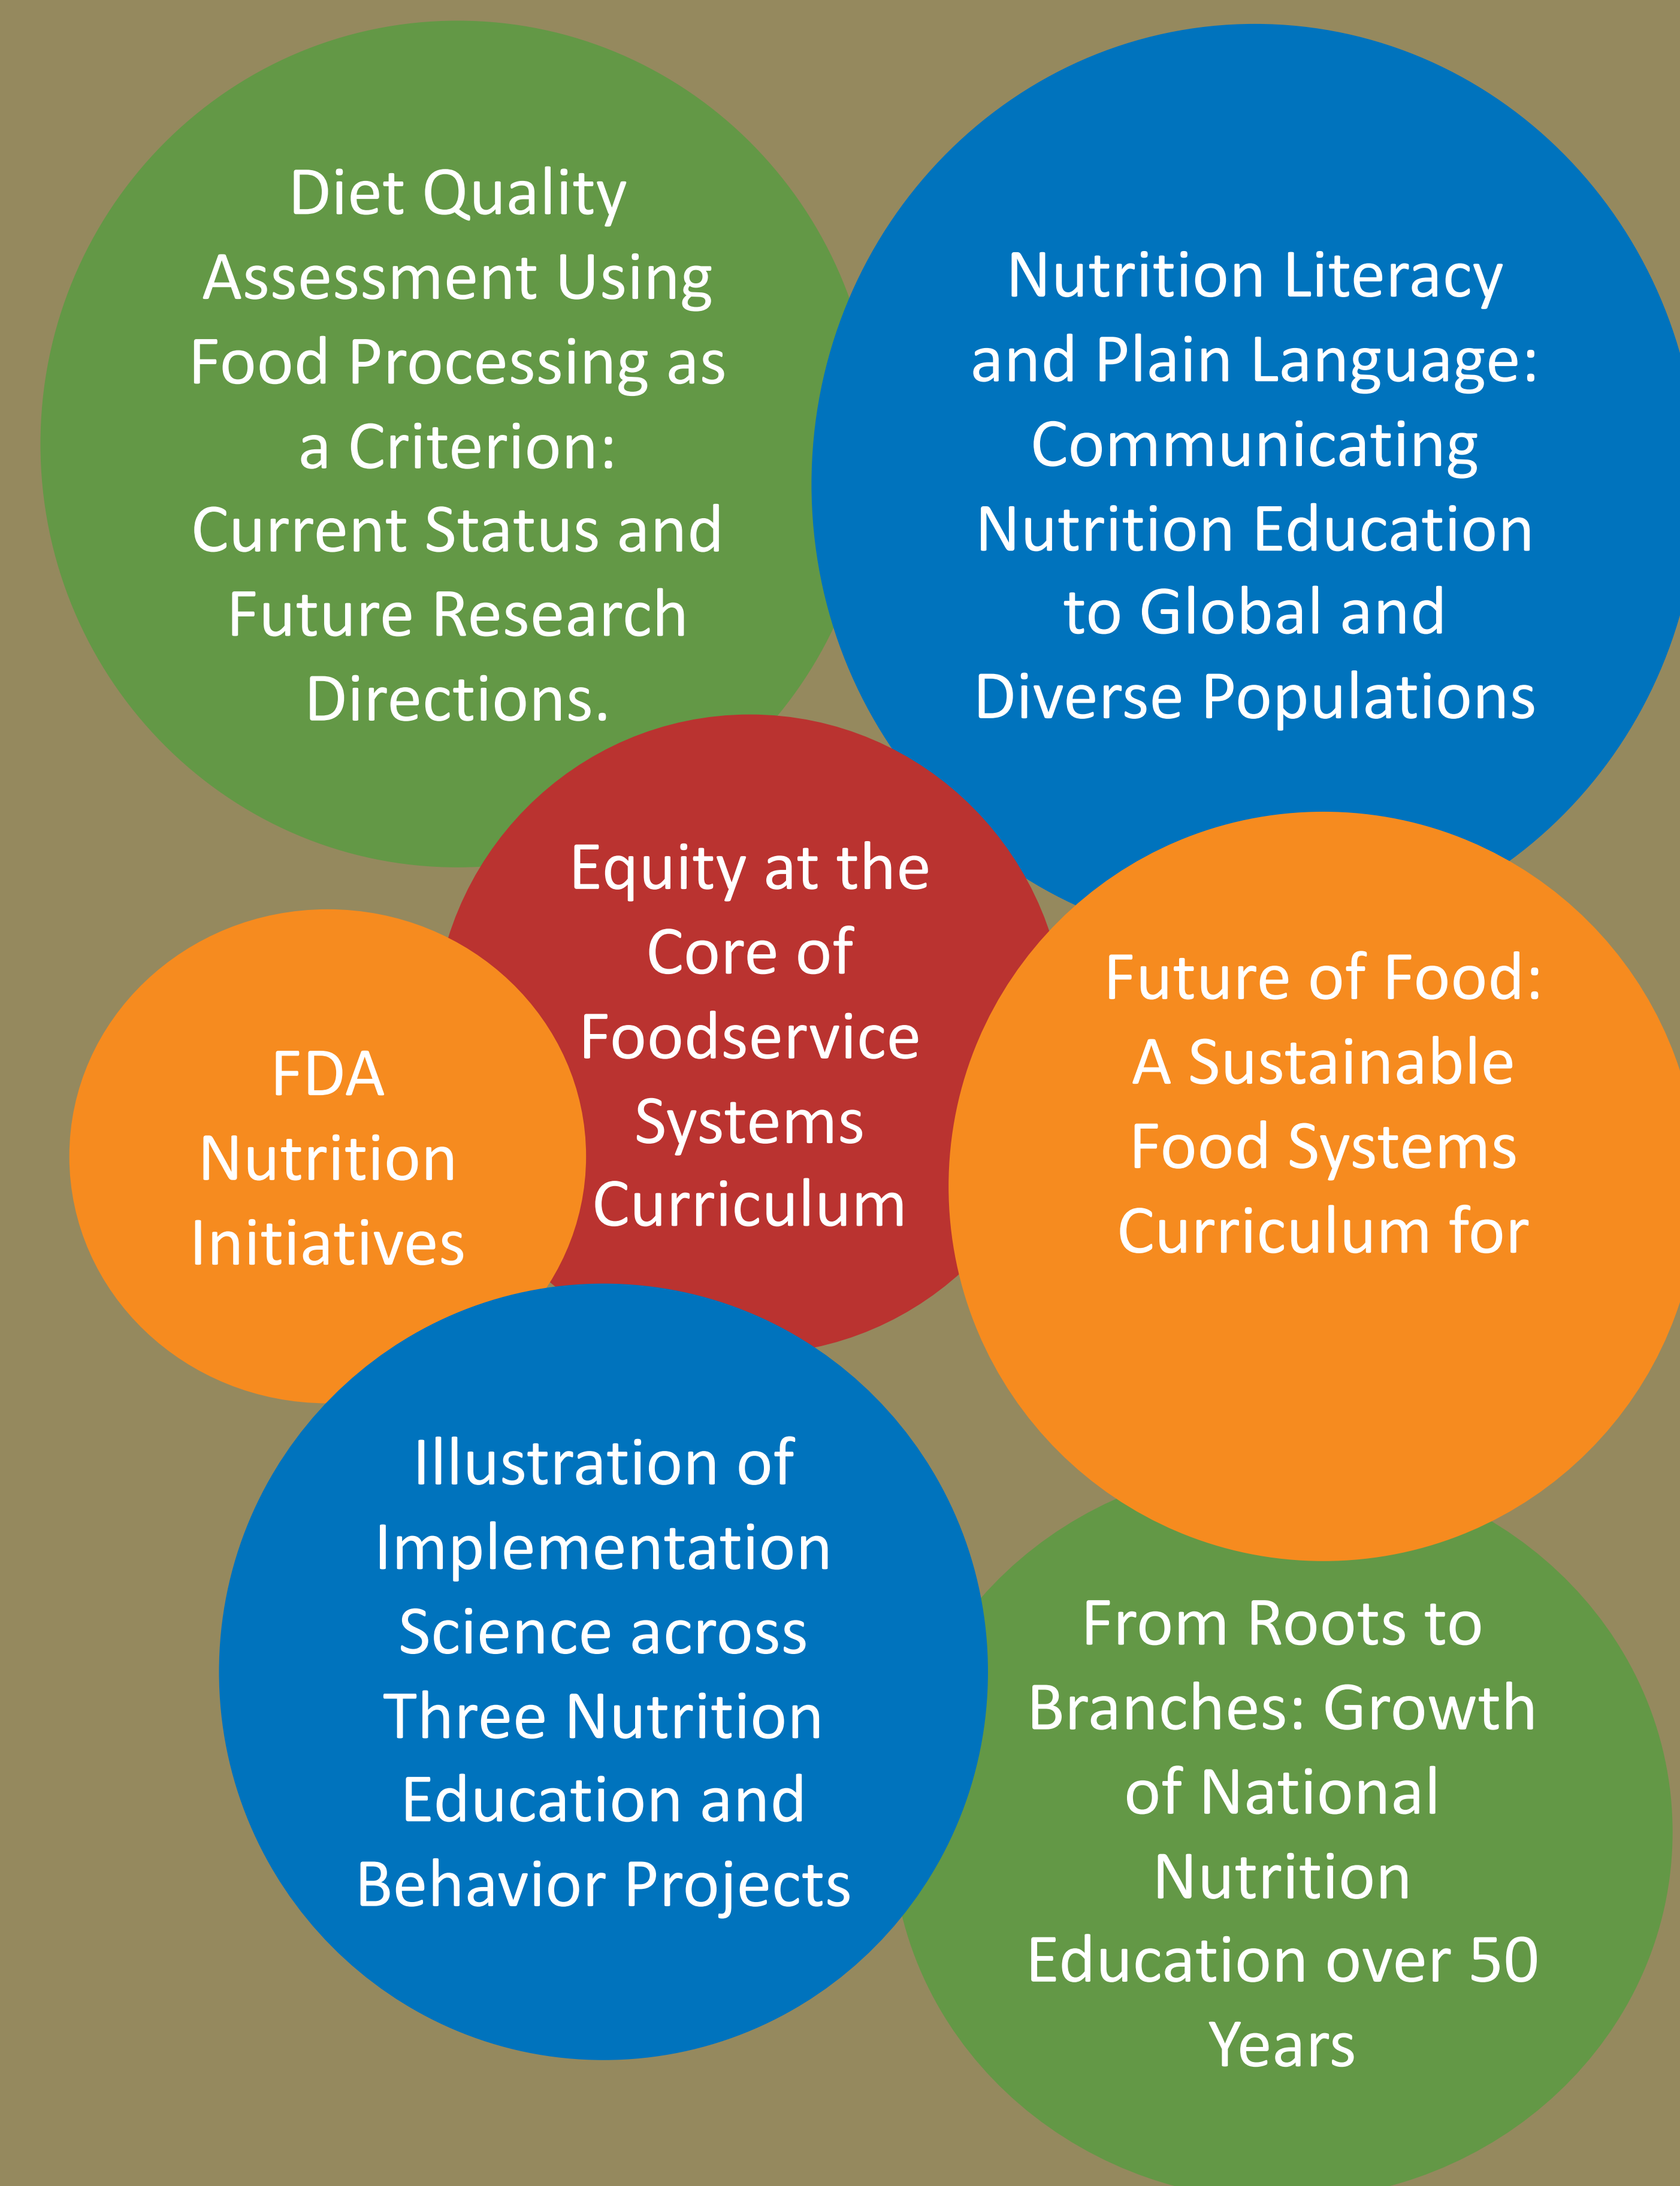 Diet Quality
Assessment Using
Food Processing as
a Criterion:
Current Status and
Future Research
Directions.
Nutrition Literacy
and Plain Language:
Communicating
Nutrition Education
to Global and
Diverse Populations
Equity at the
Core of
Foodservice
Systems
Curriculum
Future of Food:
A Sustainable
Food Systems
Curriculum for
FDA
Nutrition
Initiatives
Illustration of
Implementation
Science across
Three Nutrition
Education and
Behavior Projects
From Roots to
Branches: Growth
of National
Nutrition
Education over 50
Years